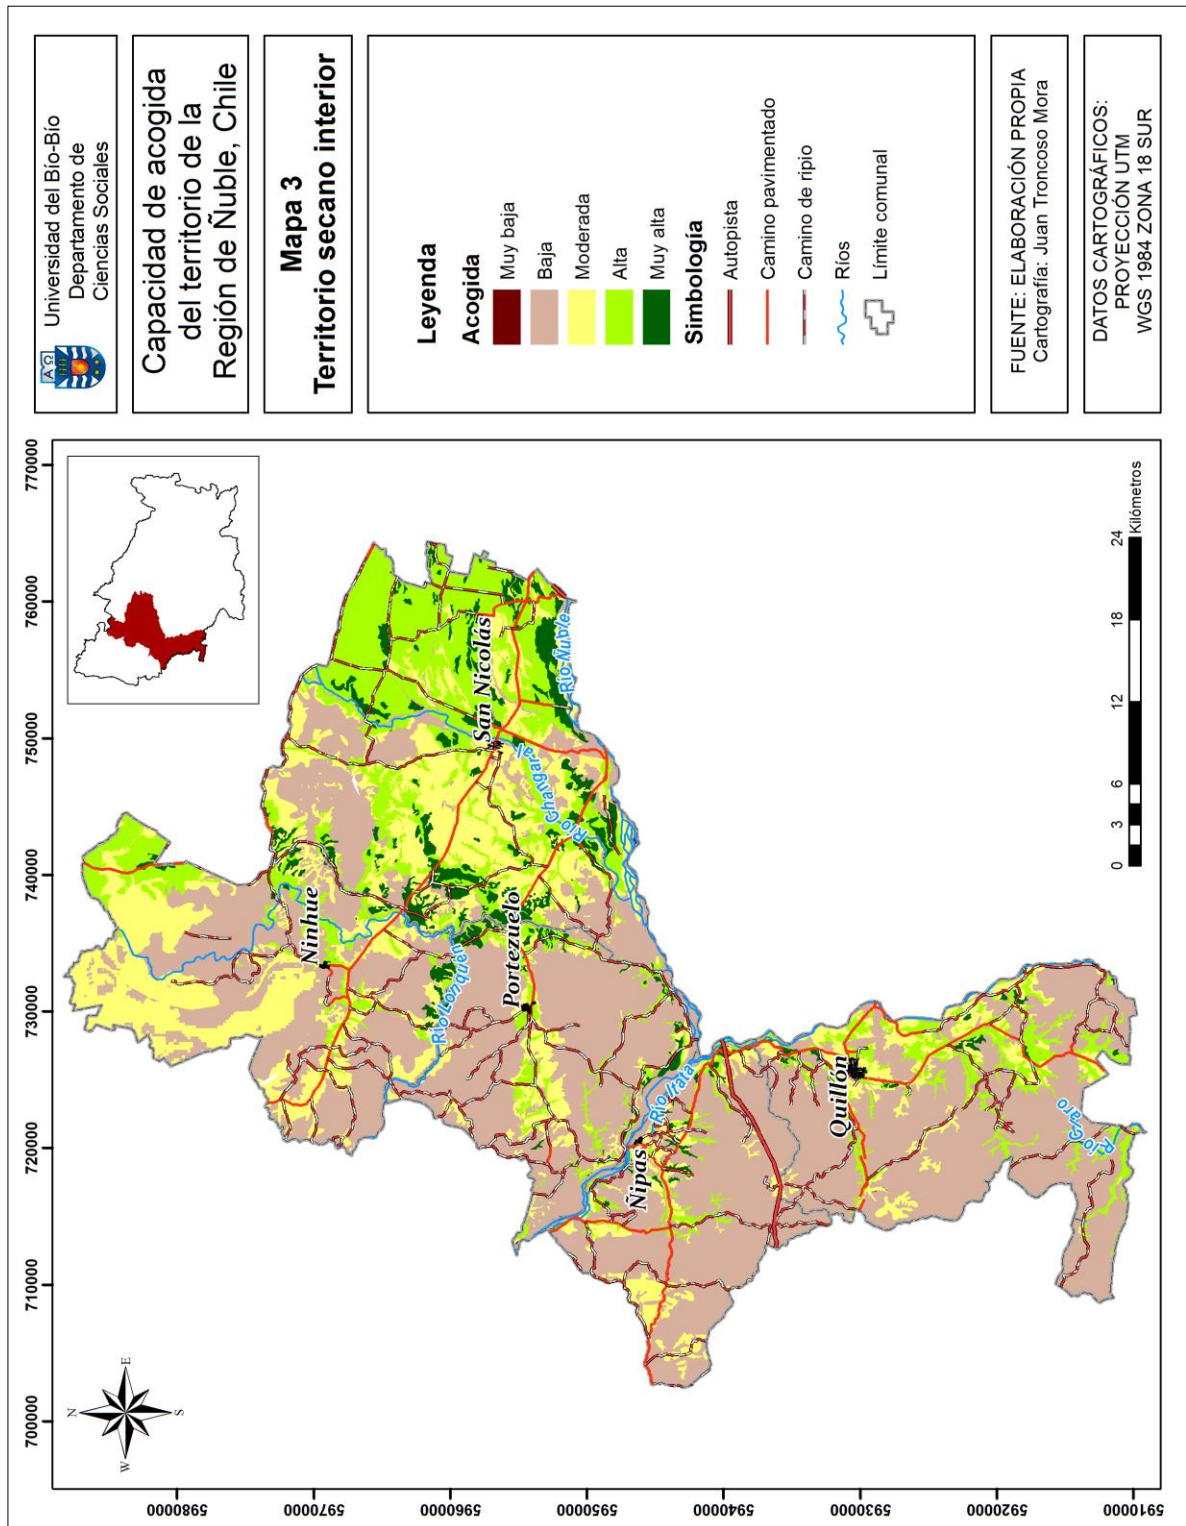 Universidad del Bío-Bío
Departamento de
Ciencias Sociales
Capacidad de acogida
del territorio de la
Región de Ñuble, Chile
Mapa 3
Territorio secano interior
Leyenda
Acogida
Muy baja
Baja
Moderada
Alta
Muy alta
Simbología
Autopista
Camino pavimentado
Camino de ripio
Ríos
Límite comunal
FUENTE: ELABORACIÓN PROPIA
Cartografía: Juan Troncoso Mora
DATOS CARTOGRÁFICOS:
PROYECCIÓN UTM
WGS 1984 ZONA 18 SUR
700000
710000
720000
730000
740000
750000
760000
770000
N
W
E
S
Ninhue
San Nicolás
Portezuelo
Ñipas
Quillón
Río Lonquén
Río Changaral
Río Ñuble
Río Itata
5980000
5970000
5960000
5950000
5940000
5930000
5920000
5910000
0 3 6 12 18 24
Kilómetros